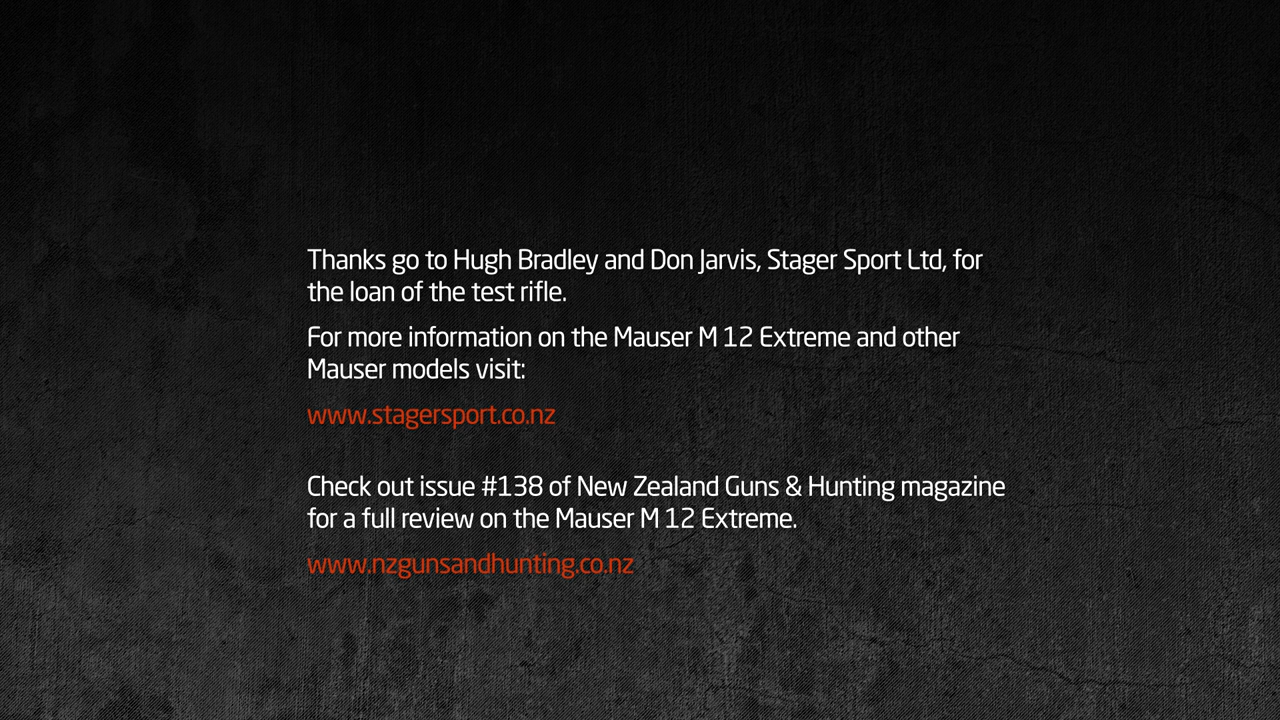 Thanks go to Hugh Bradley and Don Jarvis, Stager Sport Ltd, for
the loan of the test rifle.
For more information on the Mauser M 12 Extreme and other
Mauser models visit:
www.stagersport.co.nz
Check out issue #138 of New Zealand Guns & Hunting magazine
for a full review on the Mauser M 12 Extreme.
www.nzgunsandhunting.co.nz